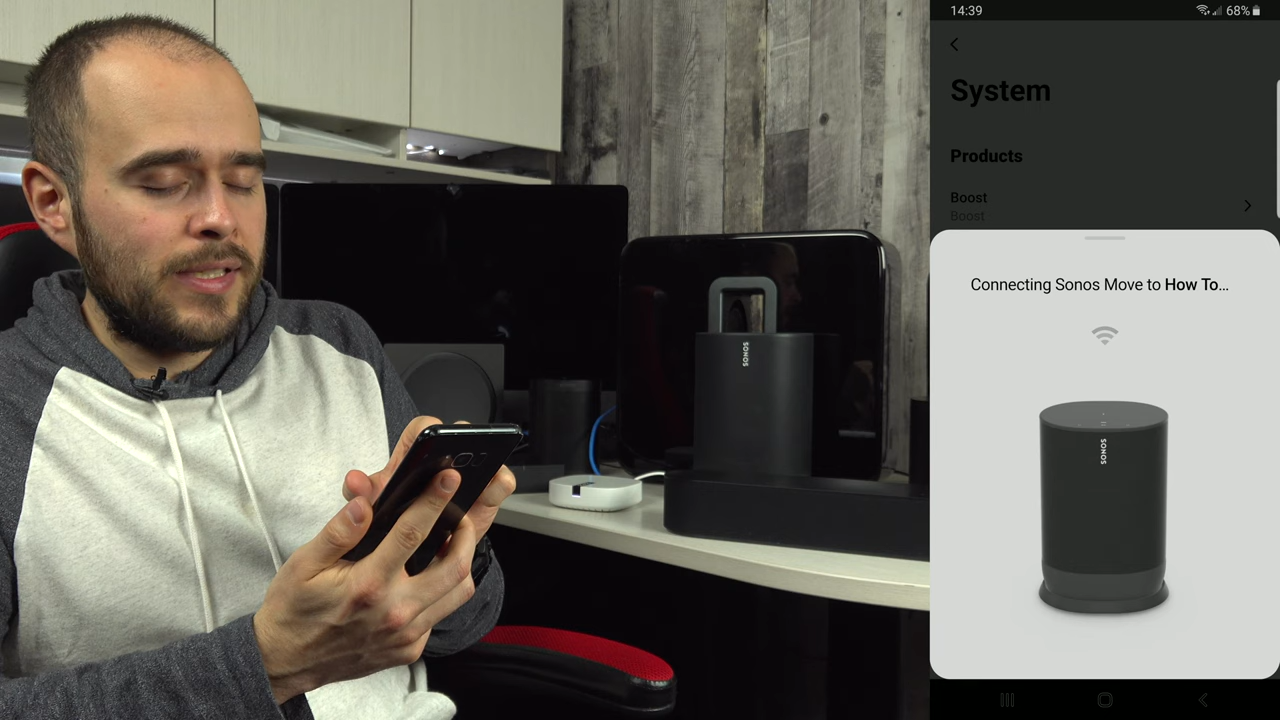 14:39
68%
System
Products
Boost
Boost
Connecting Sonos Move to How To...
SONOS
SONOS